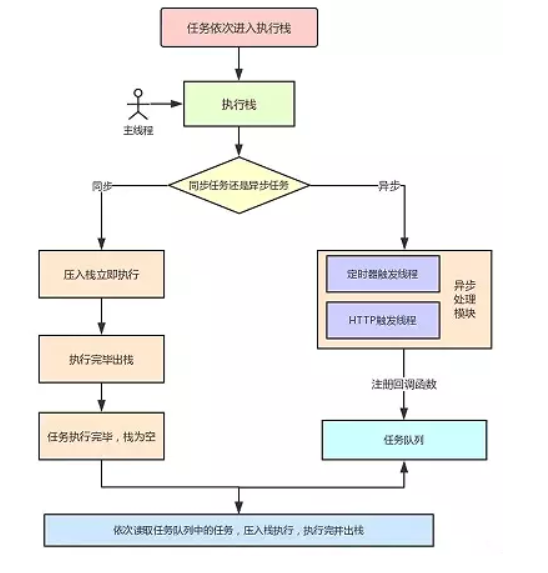 任务依次进入执行栈
执行栈
主线程
同步任务还是异步任务
同步
异步
压入栈立即执行
定时器触发线程
HTTP触发线程
异步
处理
模块
执行完毕出栈
注册回调函数
任务执行完毕，栈为空
任务队列
依次读取任务队列中的任务，压入栈执行，执行完并出栈